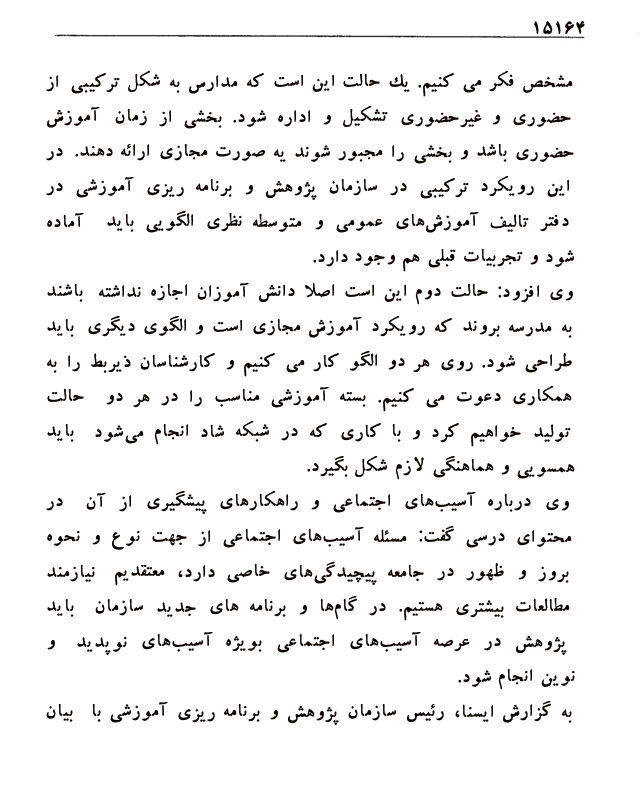 ۱۵۱۶۴
مشخص فکر می کنیم. یك حالت این است که مدارس به شکل ترکیبی از
حضوری و غیرحضوری تشکیل و اداره شود. بخشی از زمان آموزش
حضوری باشد و بخشی را مجبور شوند یه صورت مجازی ارائه دهند. در
این رویکرد ترکیبی در سازمان پژوهش و برنامه ریزی آموزشی در
دفتر تالیف آموزش‌های عمومی و متوسطه نظری الگویی باید آماده
شود و تجربیات قبلی هم وجود دارد.
وی افزود: حالت دوم این است اصلا دانش آموزان اجازه نداشته باشند
به مدرسه بروند که رویکرد آموزش مجازی است و الگوی دیگری باید
طراحی شود. روی هر دو الگو کار می کنیم و کارشناسان ذیربط را به
همکاری دعوت می کنیم. بسته آموزشی مناسب را در هر دو حالت
تولید خواهیم کرد و با کاری که در شبکه شاد انجام می‌شود باید
همسویی و هماهنگی لازم شکل بگیرد.
وی درباره آسیب‌های اجتماعی و راهکارهای پیشگیری از آن در
محتوای درسی گفت: مسئله آسیب‌های اجتماعی از جهت نوع و نحوه
بروز و ظهور در جامعه پیچیدگی‌های خاصی دارد، معتقدیم نیازمند
مطالعات بیشتری هستیم. در گام‌ها و برنامه های جدید سازمان باید
پژوهش در عرصه آسیب‌های اجتماعی بویژه آسیب‌های نوپدید و
نوین انجام شود.
به گزارش ایسنا، رئیس سازمان پژوهش و برنامه ریزی آموزشی با بیان